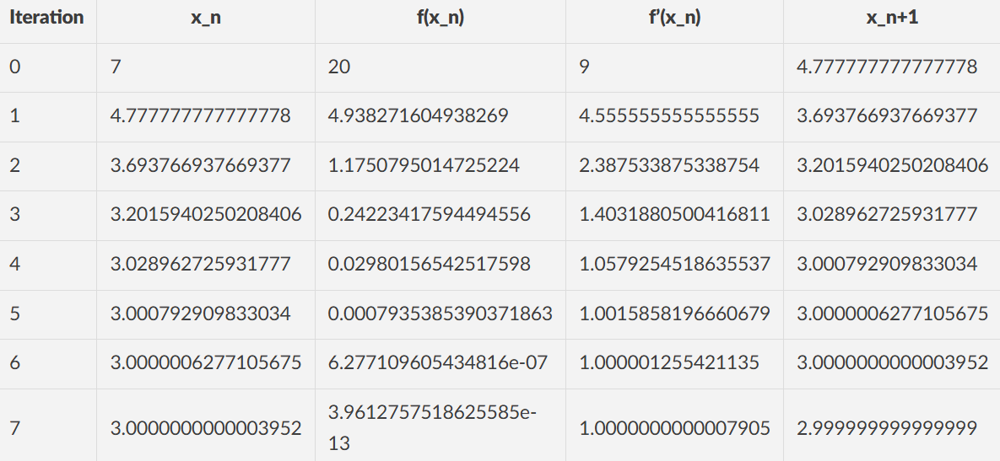 Iteration x_n f(x_n) f’(x_n) x_n+1
0 7 20 9 4.777777777777778
1 4.777777777777778 4.938271604938269 4.555555555555555 3.693766937669377
2 3.693766937669377 1.1750795014725224 2.387533875338754 3.2015940250208406
3 3.2015940250208406 0.24223417594494556 1.4031880500416811 3.028962725931777
4 3.028962725931777 0.02980156542517598 1.0579254518635537 3.000792909833034
5 3.000792909833034 0.0007935385390371863 1.0015858196660679 3.0000006277105675
6 3.0000006277105675 6.277109605434816e-07 1.000001255421135 3.0000000000003952
7 3.0000000000003952 3.9612757518625585e- 1.0000000000007905 2.999999999999999
13